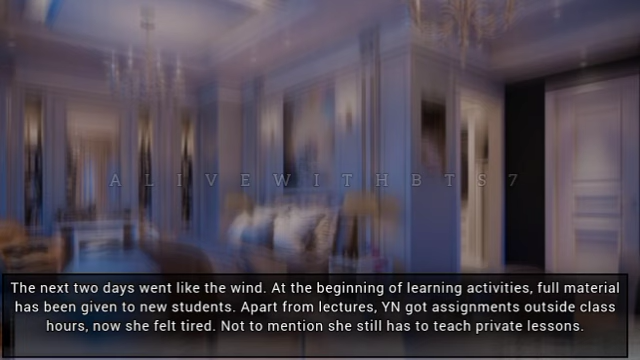 ALIVEWITHBTS7
The next two days went like the wind. At the beginning of learning activities, full material
has been given to new students. Apart from lectures, YN got assignments outside class
hours, now she felt tired. Not to mention she still has to teach private lessons.